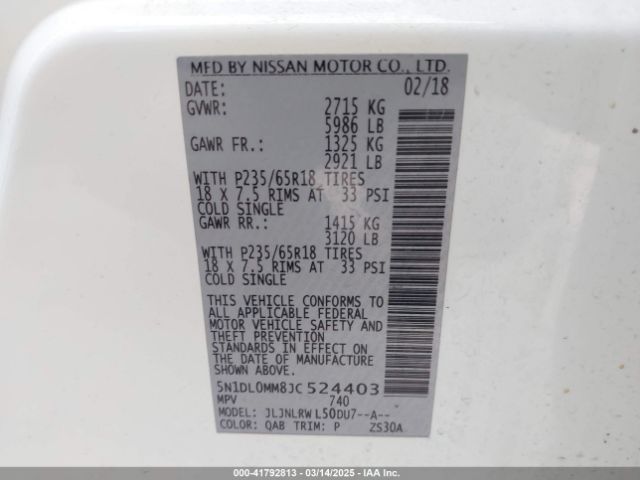 MFD BY NISSAN MOTOR CO., LTD.
DATE: 02/18
GVWR: 2715 KG
5986 LB
GAWR FR.: 1325 KG
2921 LB
WITH P235/65R18 TIRES
18 X 7.5 RIMS AT 33 PSI
COLD SINGLE
GAWR RR.: 1415 KG
3120 LB
WITH P235/65R18 TIRES
18 X 7.5 RIMS AT 33 PSI
COLD SINGLE
THIS VEHICLE CONFORMS TO
ALL APPLICABLE FEDERAL
MOTOR VEHICLE SAFETY AND
THEFT PREVENTION
STANDARDS IN EFFECT ON
THE DATE OF MANUFACTURE
SHOWN ABOVE.
5N1DL0MM8JC524403
MPV 740
MODEL: JLJNLRWL50DU7--A--
COLOR: QAB TRIM: P ZS30A
000-41792813 - 03/14/2025 - IAAI.COM